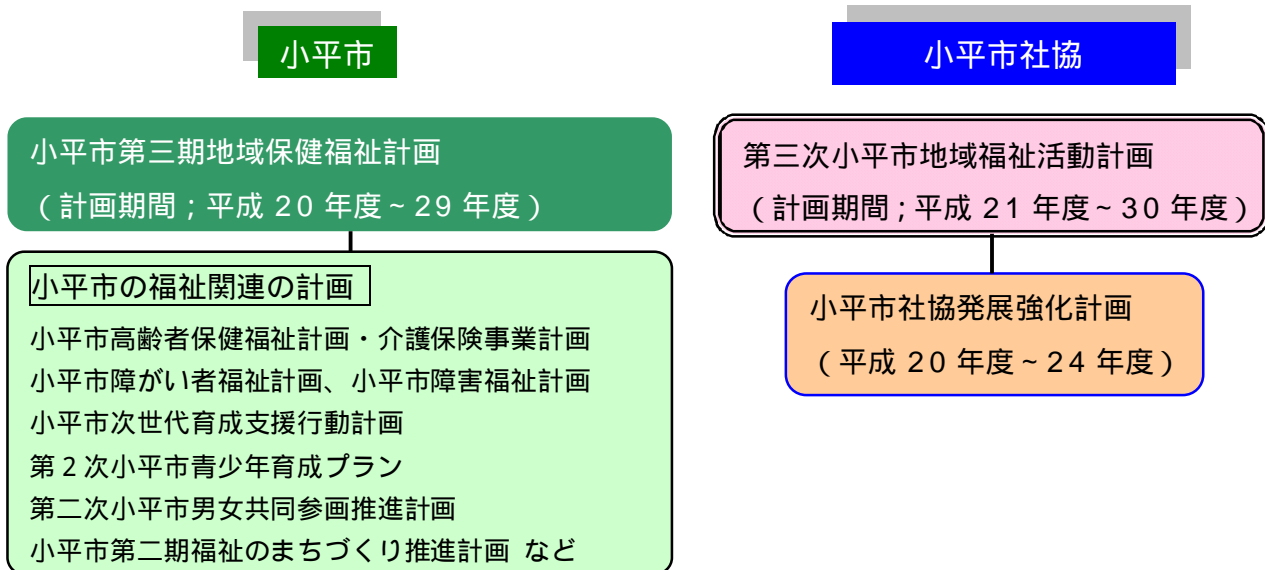 小平市
小平市第三期地域保健福祉計画
（計画期間；平成 20 年度～29 年度）
小平市の福祉関連の計画
小平市高齢者保健福祉計画・介護保険事業計画
小平市障がい者福祉計画、小平市障害福祉計画
小平市次世代育成支援行動計画
第２次小平市青少年育成プラン
第二次小平市男女共同参画推進計画
小平市第二期福祉のまちづくり推進計画 など
小平市社協
第三次小平市地域福祉活動計画
（計画期間；平成 21 年度～30 年度）
小平市社協発展強化計画
（平成 20 年度～24 年度）